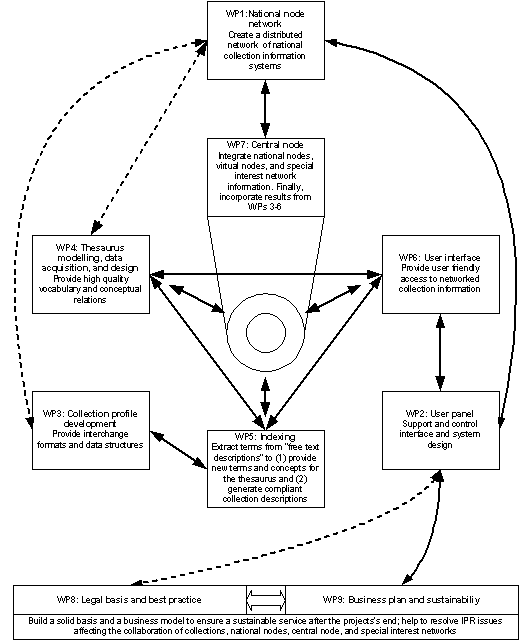 WP1:National node
network
Create a distributed
network of national
collection information
systems
WP7: Central node
Integrate national nodes,
virtual nodes, and special
interest network
information. Finally,
incorporate results from
WPs 3-6
WP4: Thesaurus
modelling, data
acquisition, and design
Provide high quality
vocabulary and conceptual
relations
WP6: User interface
Provide user friendly
access to networked
collection information
WP3: Collection profile
development
Provide interchange
formats and data structures
WP5: Indexing
Extract terms from "free text
descriptions" to (1) provide
new terms and concepts for
the thesaurus and (2)
generate compliant
collection descriptions
WP2: User panel
Support and control
interface and system
design
WP8: Legal basis and best practice
WP9: Business plan and sustainability
Build a solid basis and a business model to ensure a sustainable service after the projects's end; help to resolve IPR issues
affecting the collaboration of collections, national nodes, central node, and special interest networks